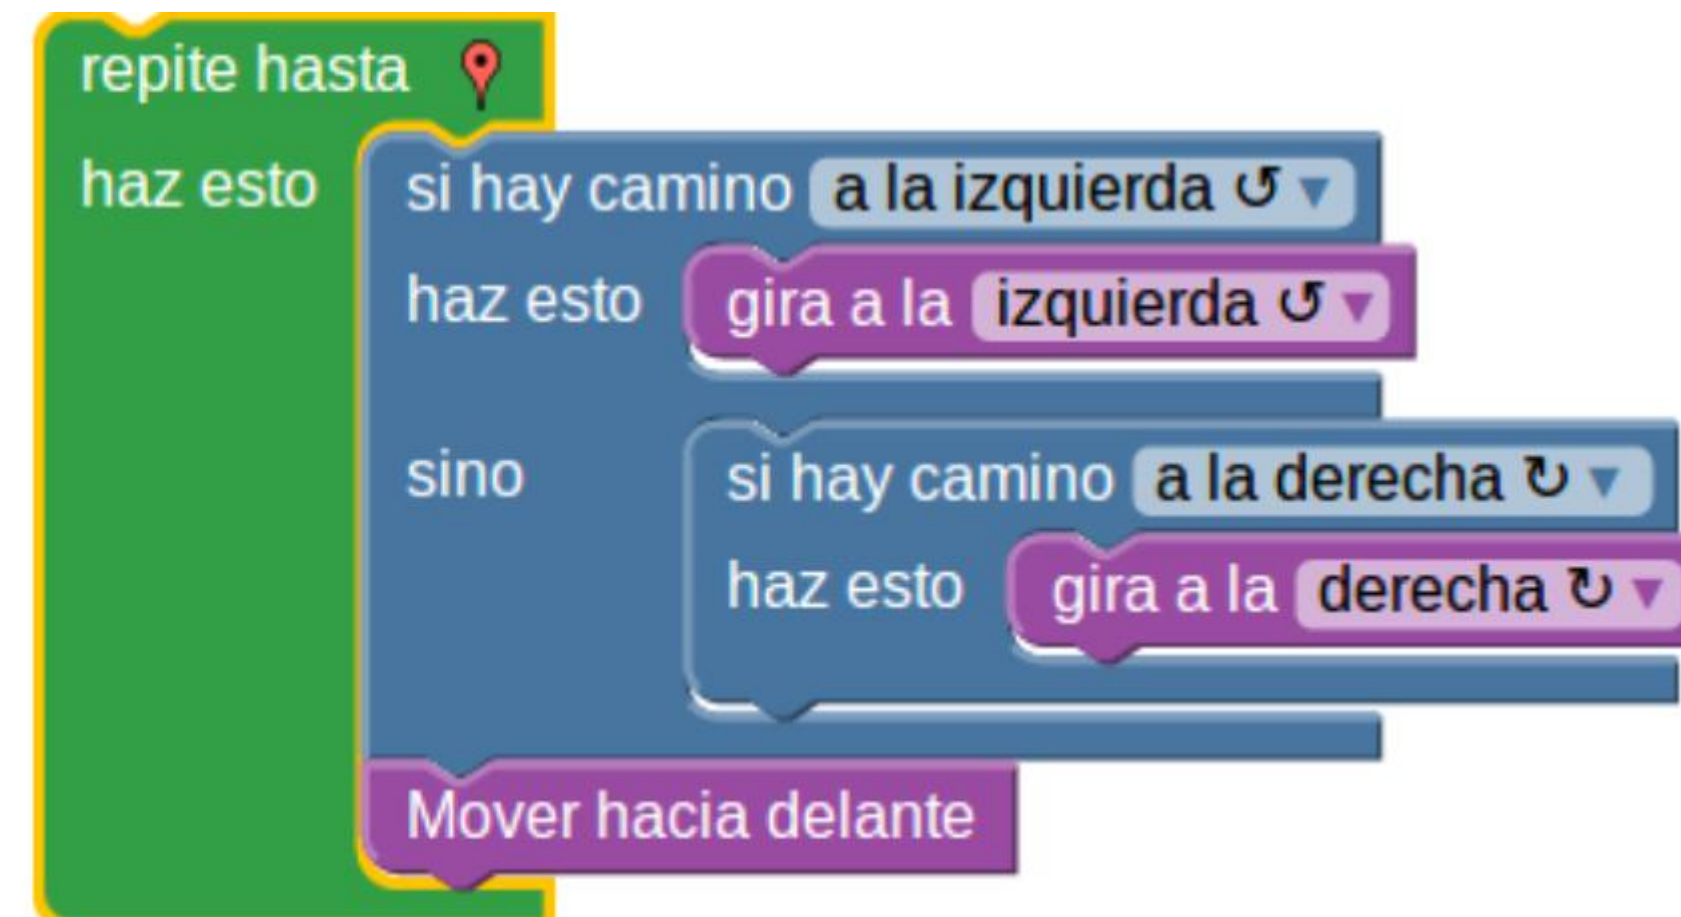 repite hasta
haz esto
si hay camino a la izquierda ↺ ▾
haz esto gira a la izquierda ↺ ▾
sino
si hay camino a la derecha ↻ ▾
haz esto gira a la derecha ↻ ▾
Mover hacia delante